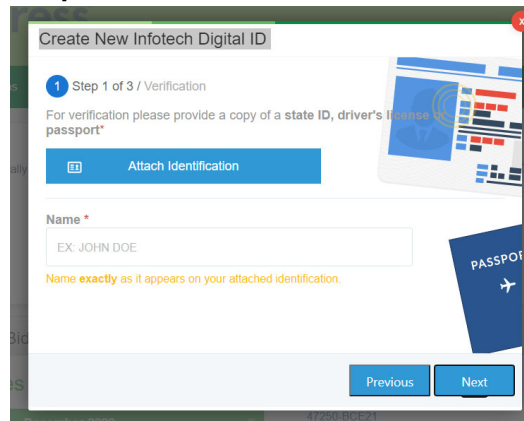 ress
Create New Infotech Digital ID
1 Step 1 of 3 / Verification
For verification please provide a copy of a state ID, driver's license or
passport*
Attach Identification
Name *
EX: JOHN DOE
Name exactly as it appears on your attached identification.
PASSPO
Previous
Next
47250-BCE21